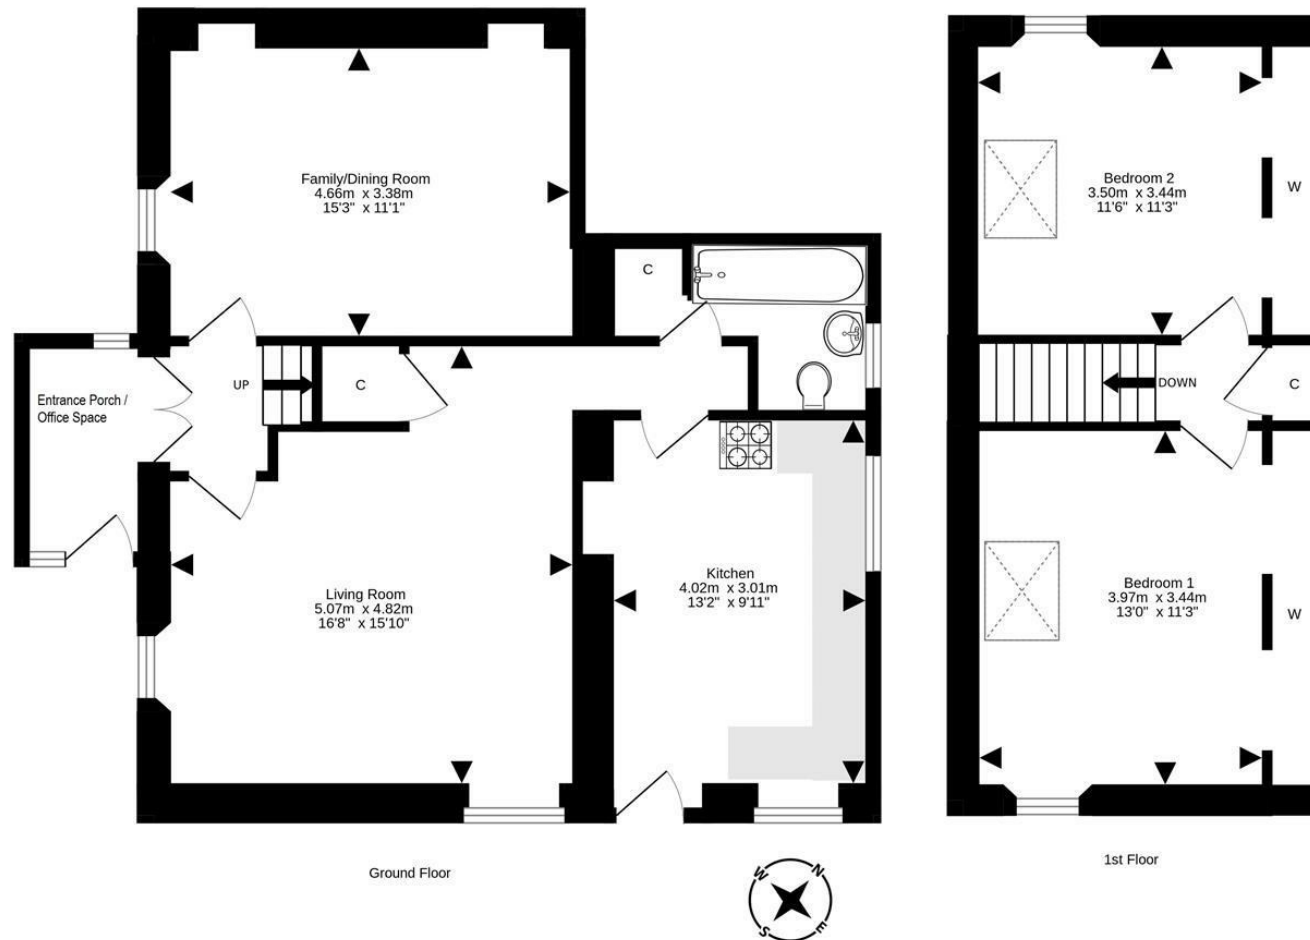 Family/Dining Room
4.66m x 3.38m
15'3" x 11'1"
C
Entrance Porch /
Office Space
UP
C
Living Room
5.07m x 4.82m
16'8" x 15'10"
Kitchen
4.02m x 3.01m
13'2" x 9'11"
Ground Floor
W
N
S
E
Bedroom 2
3.50m x 3.44m
11'6" x 11'3"
W
DOWN
C
Bedroom 1
3.97m x 3.44m
13'0" x 11'3"
W
1st Floor